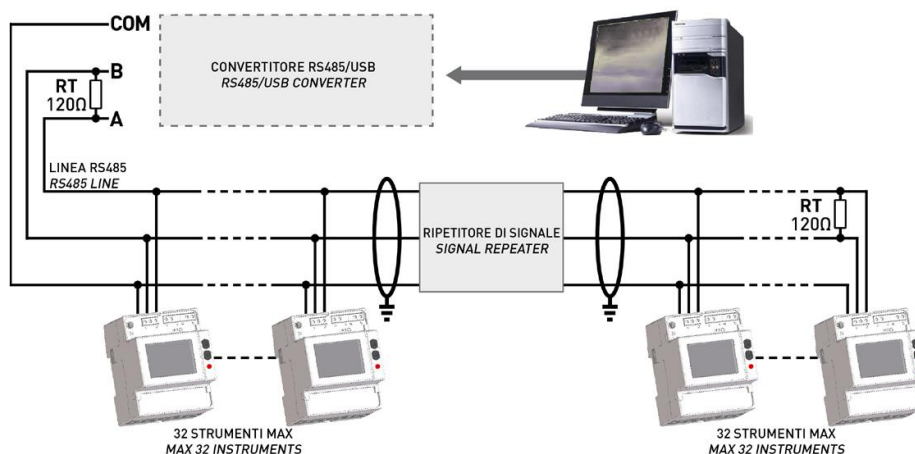 COM
CONVERTITORE RS485/USB
RS485/USB CONVERTER
B
RT
120Ω
A
LINEA RS485
RS485 LINE
RIPETITORE DI SIGNALE
SIGNAL REPEATER
RT
120Ω
32 STRUMENTI MAX
MAX 32 INSTRUMENTS
32 STRUMENTI MAX
MAX 32 INSTRUMENTS